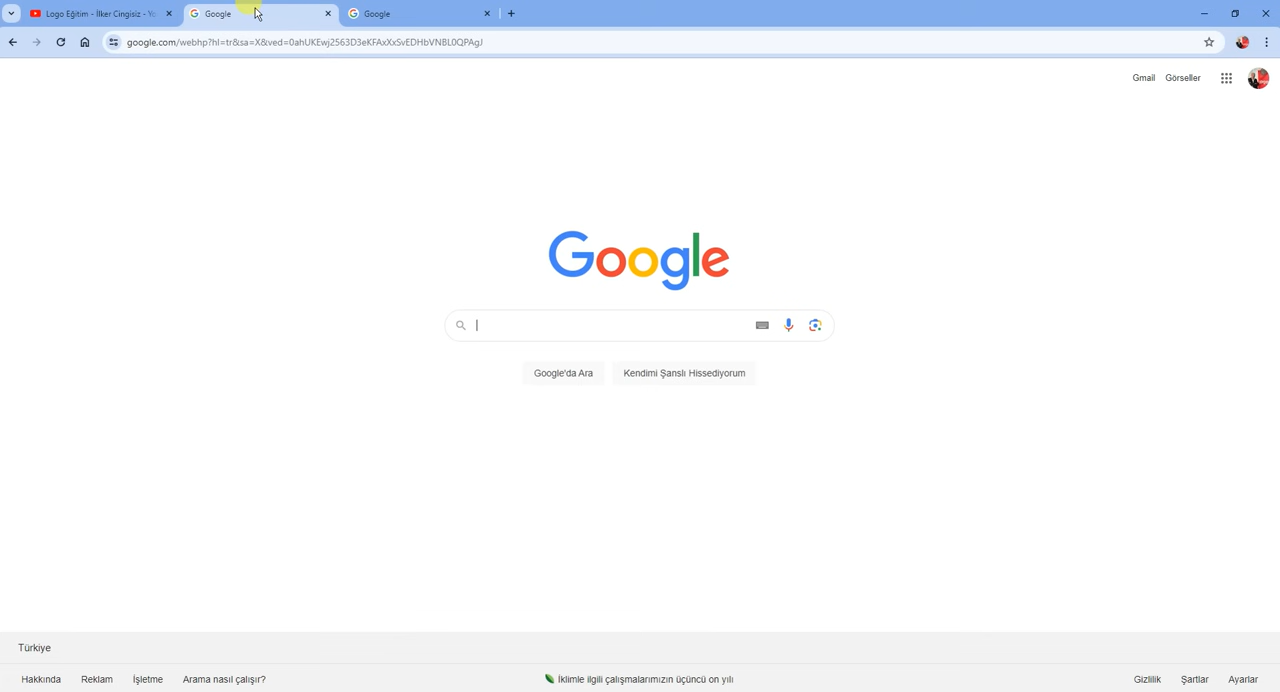 Logo Eğitim - İlker Cingisiz - Yo
Google
Google
google.com/webhp?hl=tr&sa=X&ved=0ahUKEwj2563D3eKFAxXxSvEDHbVNBL0QPAgJ
Gmail Görseller
Google
Google'da Ara Kendimi Şanslı Hissediyorum
Türkiye
Hakkında Reklam İşletme Arama nasıl çalışır? İklimle ilgili çalışmalarımızın üçüncü on yılı Gizlilik Şartlar Ayarlar